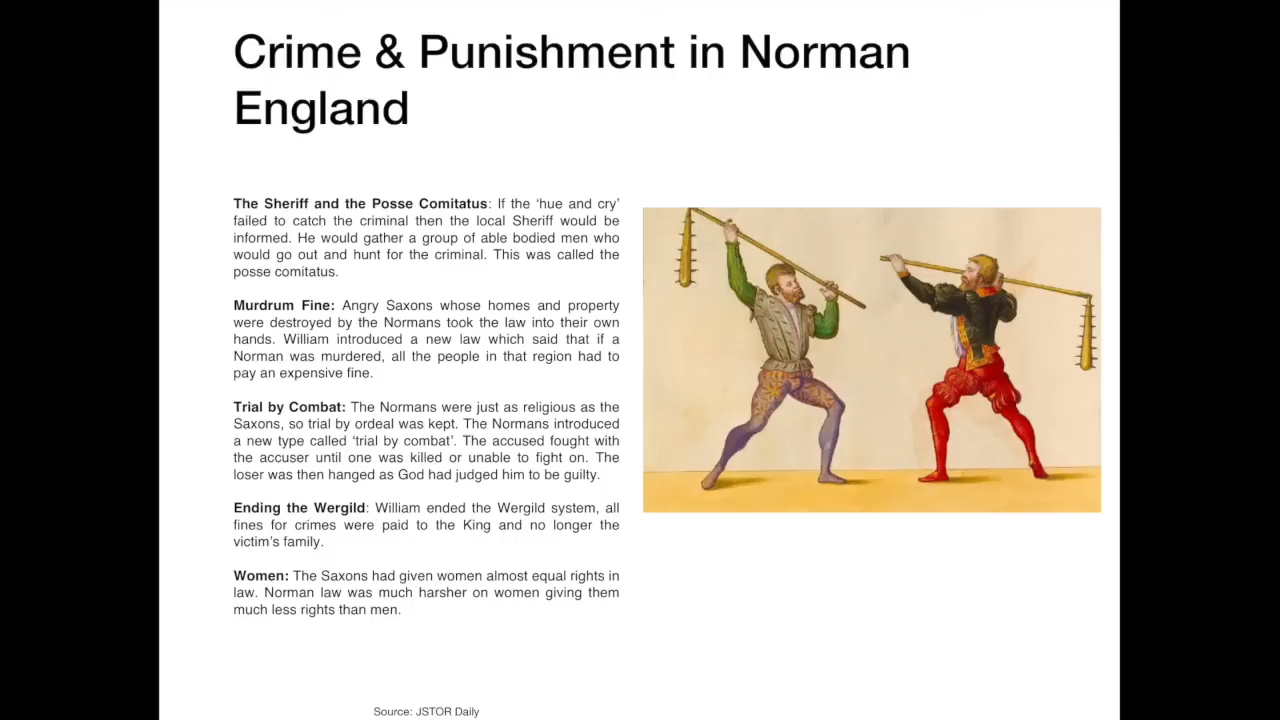 Crime & Punishment in Norman
England
The Sheriff and the Posse Comitatus: If the ‘hue and cry’
failed to catch the criminal then the local Sheriff would be
informed. He would gather a group of able bodied men who
would go out and hunt for the criminal. This was called the
posse comitatus.
Murdrum Fine: Angry Saxons whose homes and property
were destroyed by the Normans took the law into their own
hands. William introduced a new law which said that if a
Norman was murdered, all the people in that region had to
pay an expensive fine.
Trial by Combat: The Normans were just as religious as the
Saxons, so trial by ordeal was kept. The Normans introduced
a new type called ‘trial by combat’. The accused fought with
the accuser until one was killed or unable to fight on. The
loser was then hanged as God had judged him to be guilty.
Ending the Wergild: William ended the Wergild system, all
fines for crimes were paid to the King and no longer the
victim’s family.
Women: The Saxons had given women almost equal rights in
law. Norman law was much harsher on women giving them
much less rights than men.
Source: JSTOR Daily